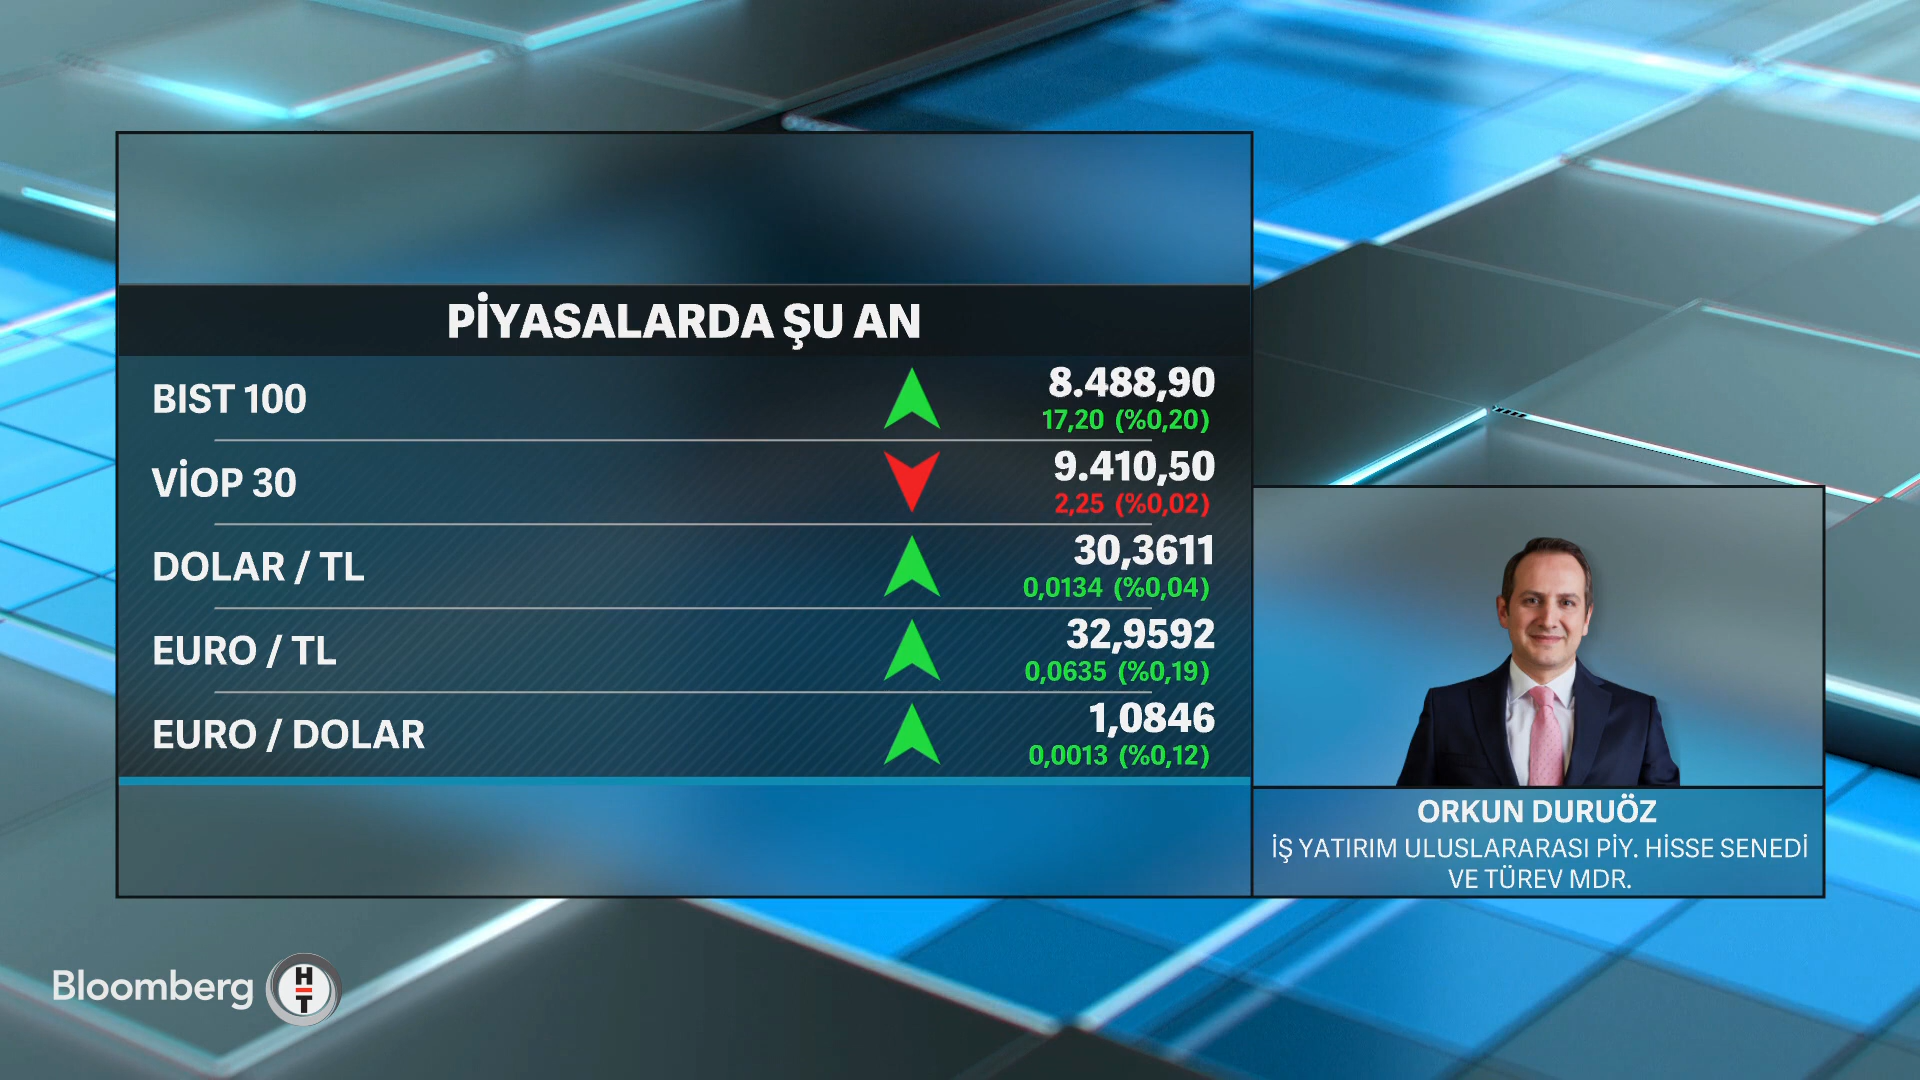 PİYASALARDA ŞU AN
BIST 100
8.488,90
17,20 (%0,20)
VİOP 30
9.410,50
2,25 (%0,02)
DOLAR / TL
30,3611
0,0134 (%0,04)
EURO / TL
32,9592
0,0635 (%0,19)
EURO / DOLAR
1,0846
0,0013 (%0,12)
ORKUN DURUÖZ
İŞ YATIRIM ULUSLARARASI PİY. HİSSE SENEDİ
VE TÜREV MDR.
Bloomberg HT